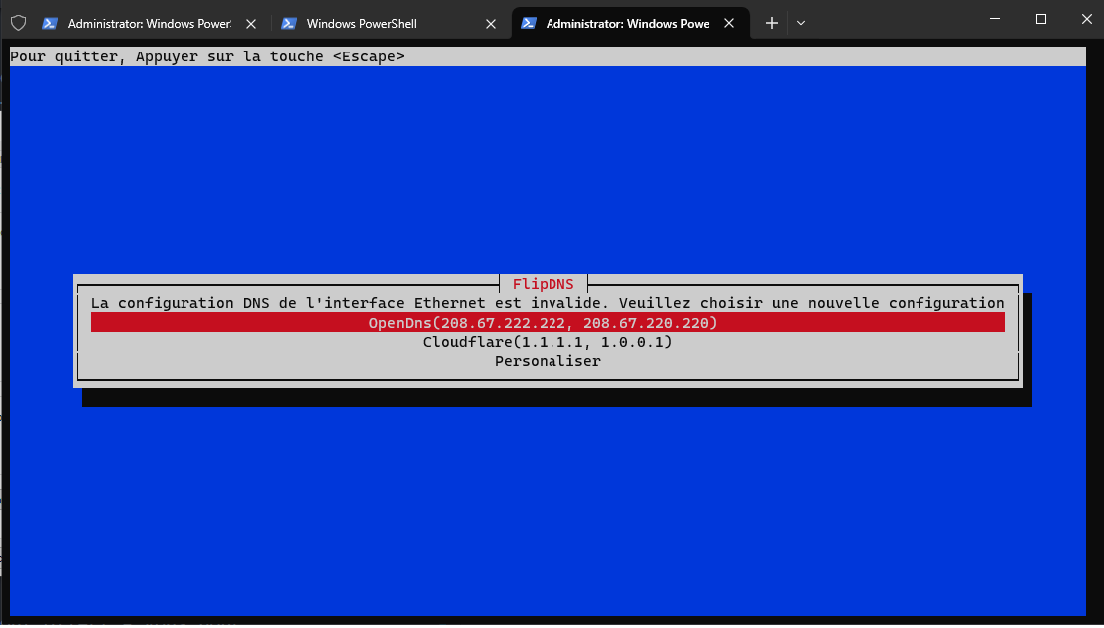 Administrator: Windows Power
Windows PowerShell
Administrator: Windows Powe
Pour quitter, Appuyer sur la touche <Escape>
FlipDNS
La configuration DNS de l'interface Ethernet est invalide. Veuillez choisir une nouvelle configuration
OpenDns(208.67.222.222, 208.67.220.220)
Cloudflare(1.1.1.1, 1.0.0.1)
Personaliser